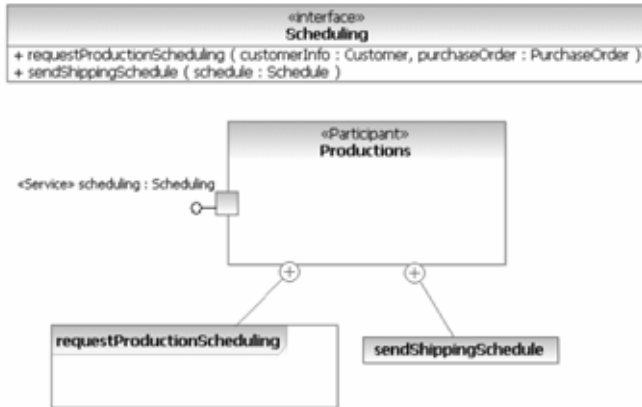 «interface»
Scheduling
+ requestProductionScheduling ( customerInfo : Customer, purchaseOrder : PurchaseOrder )
+ sendShippingSchedule ( schedule : Schedule )
«Participant»
Productions
«Service» scheduling : Scheduling
requestProductionScheduling
sendShippingSchedule